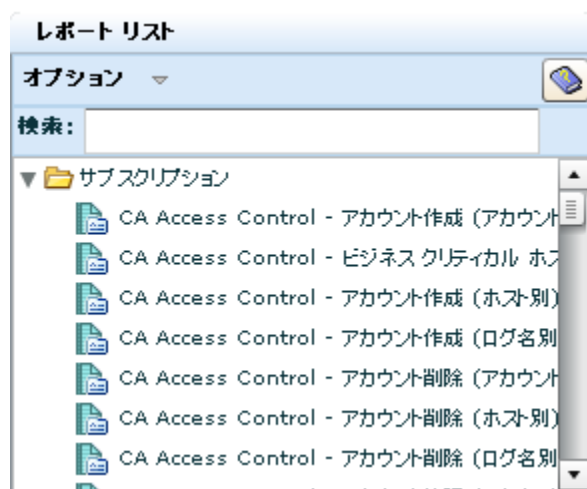 レポート リスト
オプション
検索:
サブスクリプション
CA Access Control - アカウント作成 (アカウント
CA Access Control - ビジネス クリティカル ホス
CA Access Control - アカウント作成 (ホスト別)
CA Access Control - アカウント作成 (ログ名別
CA Access Control - アカウント削除 (アカウント
CA Access Control - アカウント削除 (ホスト別)
CA Access Control - アカウント削除 (ログ名別